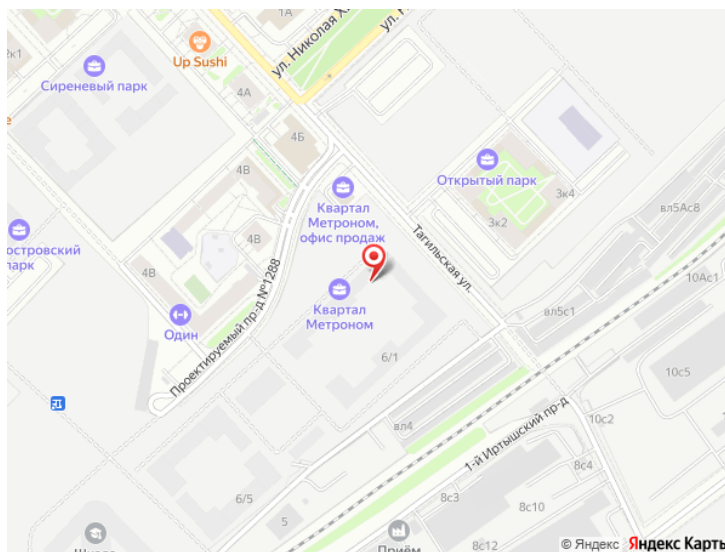 1А
2к1
Up Sushi
ул. Николая Х
ул.
Сиреневый парк
4А
4Б
4В
Открытый парк
3к4
3к2
вл5Ас8
Квартал
Метроном,
офис продаж
Тагильская ул.
островский
парк
4В
4В
10Ас1
Проектируемый пр-д №1288
Квартал
Метроном
Один
вл5с1
6/1
10с5
10с2
вл4
1-й Иртышский пр-д
8с4
6/5
8с3
5
8с10
8с12
Приём
© Яндекс Яндекс Карты